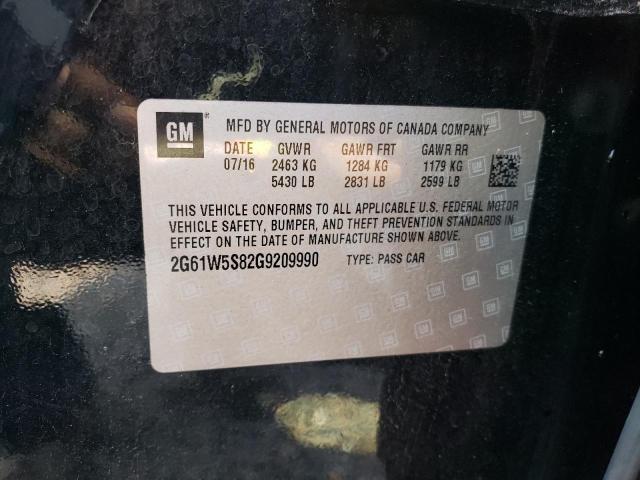 GM
MFD BY GENERAL MOTORS OF CANADA COMPANY
DATE GVWR GAWR FRT GAWR RR
07/16 2463 KG 1284 KG 1179 KG
5430 LB 2831 LB 2599 LB
THIS VEHICLE CONFORMS TO ALL APPLICABLE U.S. FEDERAL MOTOR
VEHICLE SAFETY, BUMPER, AND THEFT PREVENTION STANDARDS IN
EFFECT ON THE DATE OF MANUFACTURE SHOWN ABOVE.
2G61W5S82G9209990 TYPE: PASS CAR